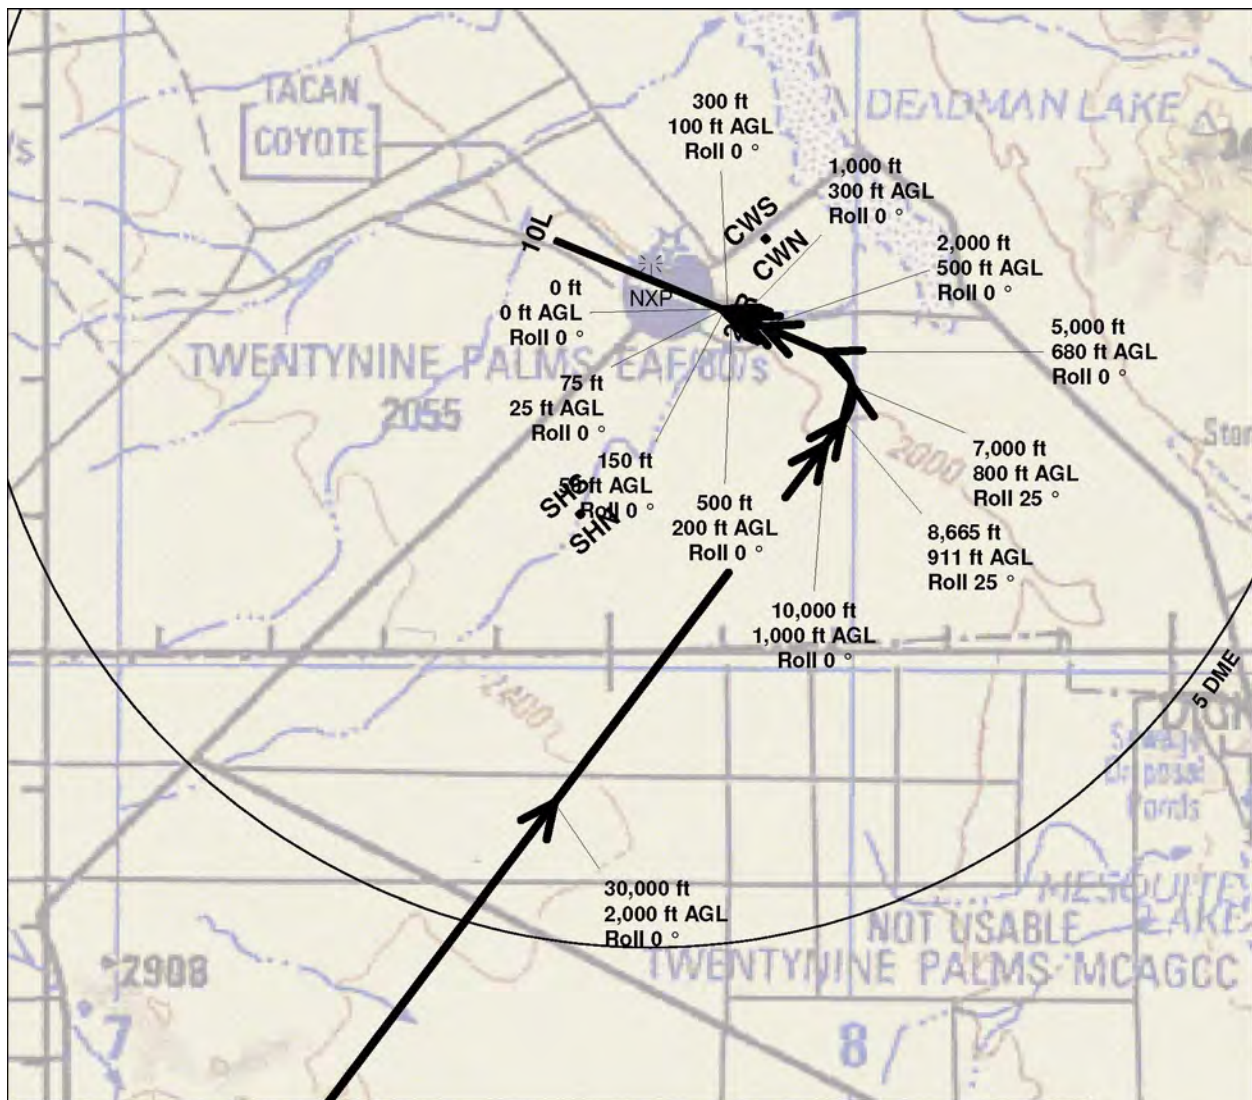 TACAN
COYOTE
DEADMAN LAKE
300 ft
100 ft AGL
Roll 0 °
1,000 ft
300 ft AGL
Roll 0 °
10L
CWS
CWN
2,000 ft
500 ft AGL
Roll 0 °
0 ft
0 ft AGL
Roll 0 °
NXP
5,000 ft
680 ft AGL
Roll 0 °
TWENTYNINE PALMS EAF/80/s
2055
75 ft
25 ft AGL
Roll 0 °
2000
7,000 ft
800 ft AGL
Roll 25 °
150 ft
ft AGL
Roll 0 °
SHS
SHN
500 ft
200 ft AGL
Roll 0 °
8,665 ft
911 ft AGL
Roll 25 °
10,000 ft
1,000 ft AGL
Roll 0 °
5 DME
2400
30,000 ft
2,000 ft AGL
Roll 0 °
MESQUITE
LAKE
NOT USABLE
TWENTYNINE PALMS MCAGCC
2908
7
8